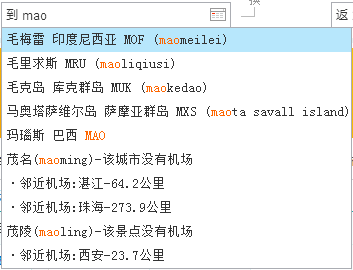 到 mao
返
毛梅雷 印度尼西亚 MOF (maomeilei)
毛里求斯 MRU (maoliqiusi)
毛克岛 库克群岛 MUK (maokedao)
马奥塔萨维尔岛 萨摩亚群岛 MXS (maota savall island)
玛瑙斯 巴西 MAO
茂名(maoming)-该城市没有机场
·邻近机场:湛江-64.2公里
·邻近机场:珠海-273.9公里
茂陵(maoling)-该景点没有机场
·邻近机场:西安-23.7公里